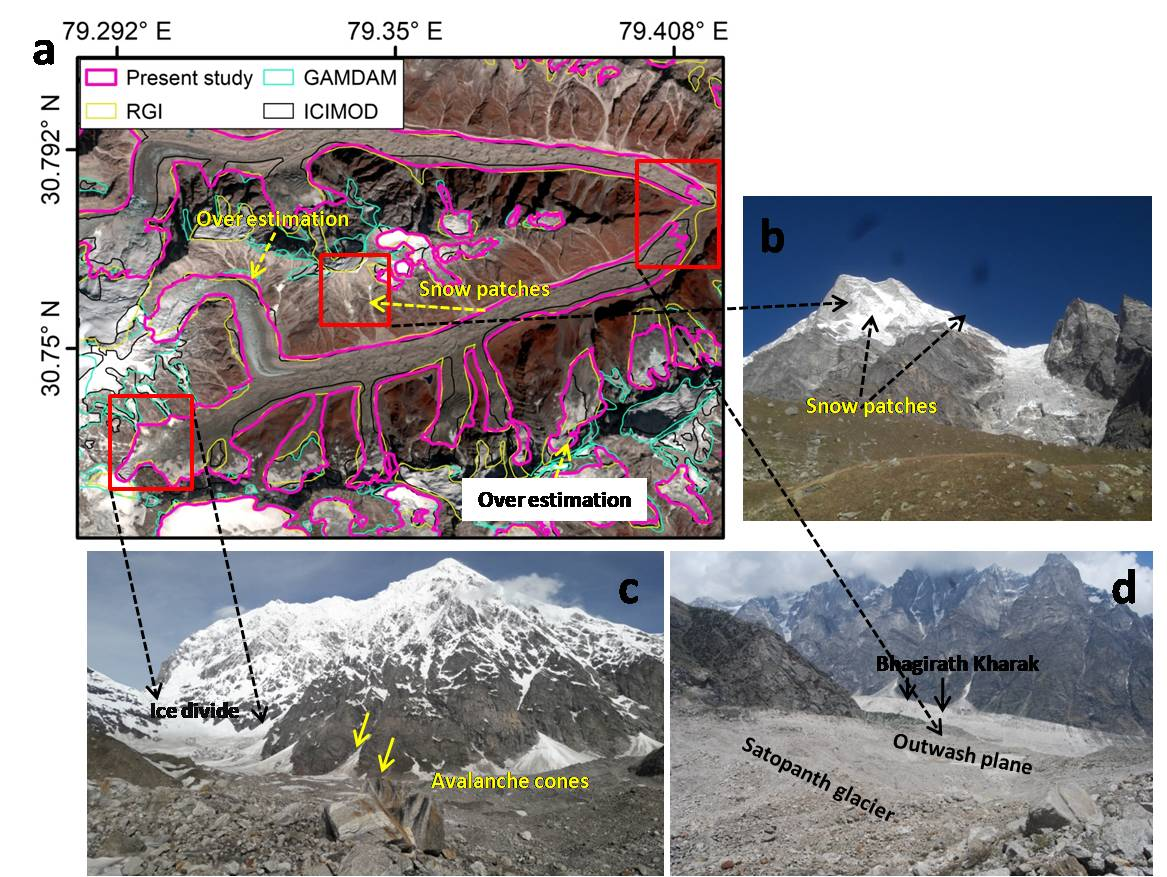 79.292° E
79.35° E
79.408° E
a
Present study
GAMDAM
RGI
ICIMOD
30.792° N
30.75° N
Over estimation
Snow patches
Over estimation
b
Snow patches
c
Ice divide
Avalanche cones
d
Bhagirath Kharak
Outwash plane
Satopanth glacier